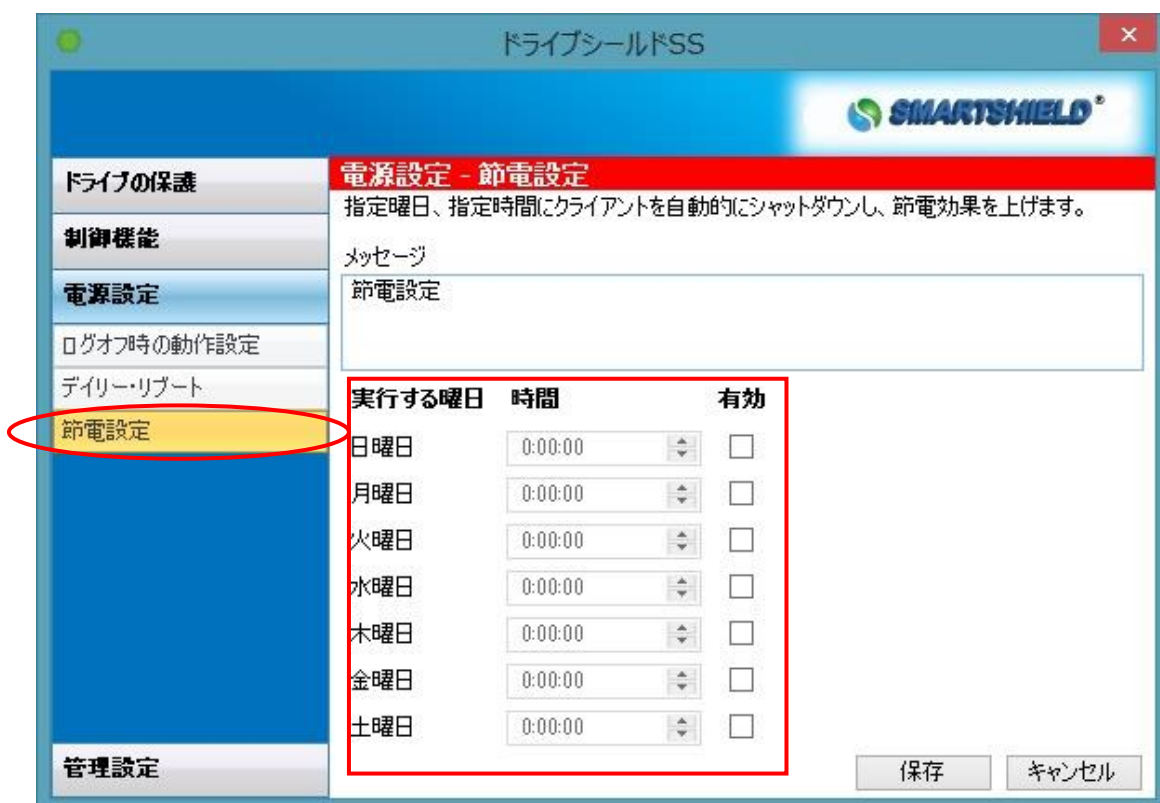 ドライブシールドSS
SMARTSHIELD®
ドライブの保護
制御機能
電源設定
ログオフ時の動作設定
デイリー・リブート
節電設定
管理設定
電源設定 - 節電設定
指定曜日、指定時間にクライアントを自動的にシャットダウンし、節電効果を上げます。
メッセージ
節電設定
実行する曜日 時間 有効
日曜日 0:00:00
月曜日 0:00:00
火曜日 0:00:00
水曜日 0:00:00
木曜日 0:00:00
金曜日 0:00:00
土曜日 0:00:00
保存 キャンセル